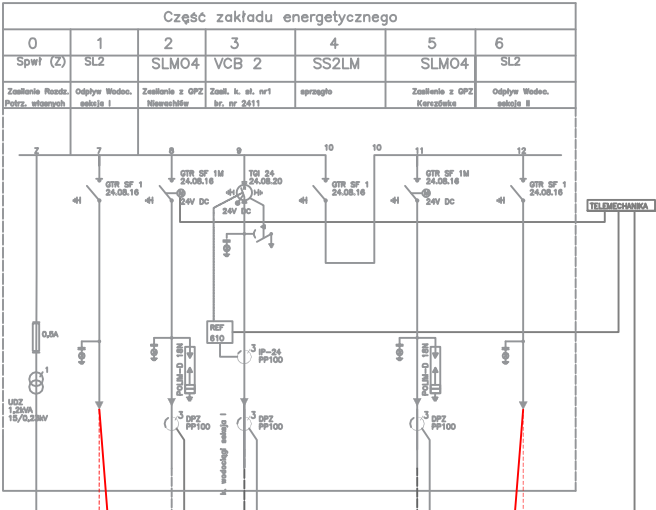 Część zakładu energetycznego
0 1 2 3 4 5 6
Spwł (Z) SL2 SLMO4 VCB 2 SS2LM SLMO4 SL2
Zasilanie Rozdz. Odpływ Wodoc. Zasilanie z GPZ Zasil. k. st. nr1 sprzęgło Zasilanie z GPZ Odpływ Wodoc.
Potrz. własnych sekcja I Niewachlów br. nr 2411 Karczówka sekcja II
Z 7 8 9 10 10 11 12
GTR SF 1
24.08.16
GTR SF 1M
24.08.16
24V DC
TGI 24
24.08.20
24V DC
GTR SF 1
24.08.16
GTR SF 1M
24.08.16
24V DC
GTR SF 1
24.08.16
TELEMECHANIKA
0,5A
REF
610
3
IP-24
PP100
POLIM-D 18N
POLIM-D 18N
1
UDZ
1,2kVA
15/0,23kV
3
DPZ
PP100
3
DPZ
PP100
3
DPZ
PP100
k. wodociągi sekcja I